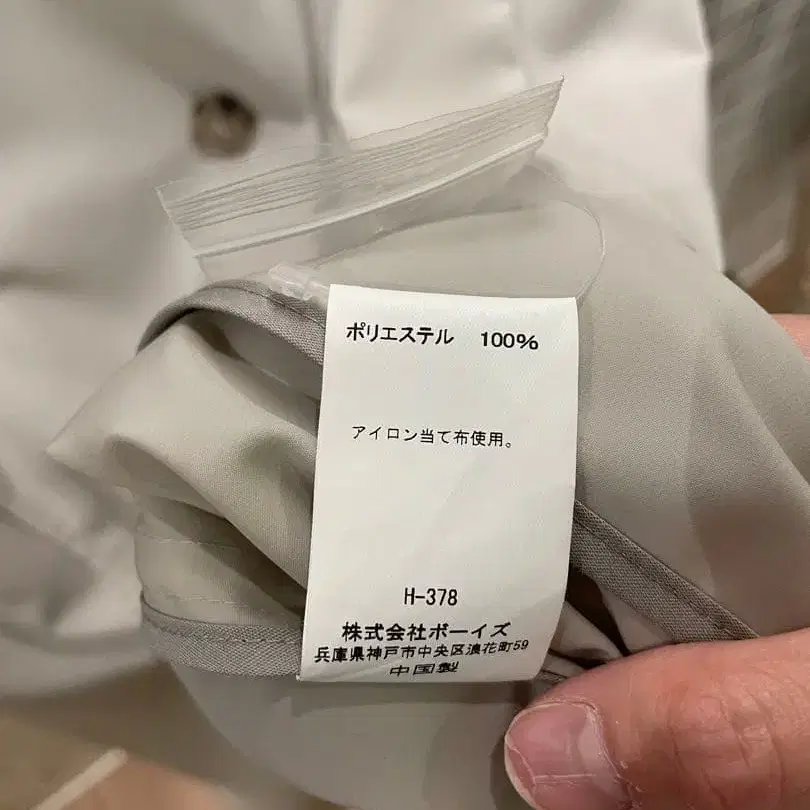 ポリエステル 100%
アイロン当て布使用。
H-378
株式会社ボーイズ
兵庫県神戸市中央区浪花町59
中国製